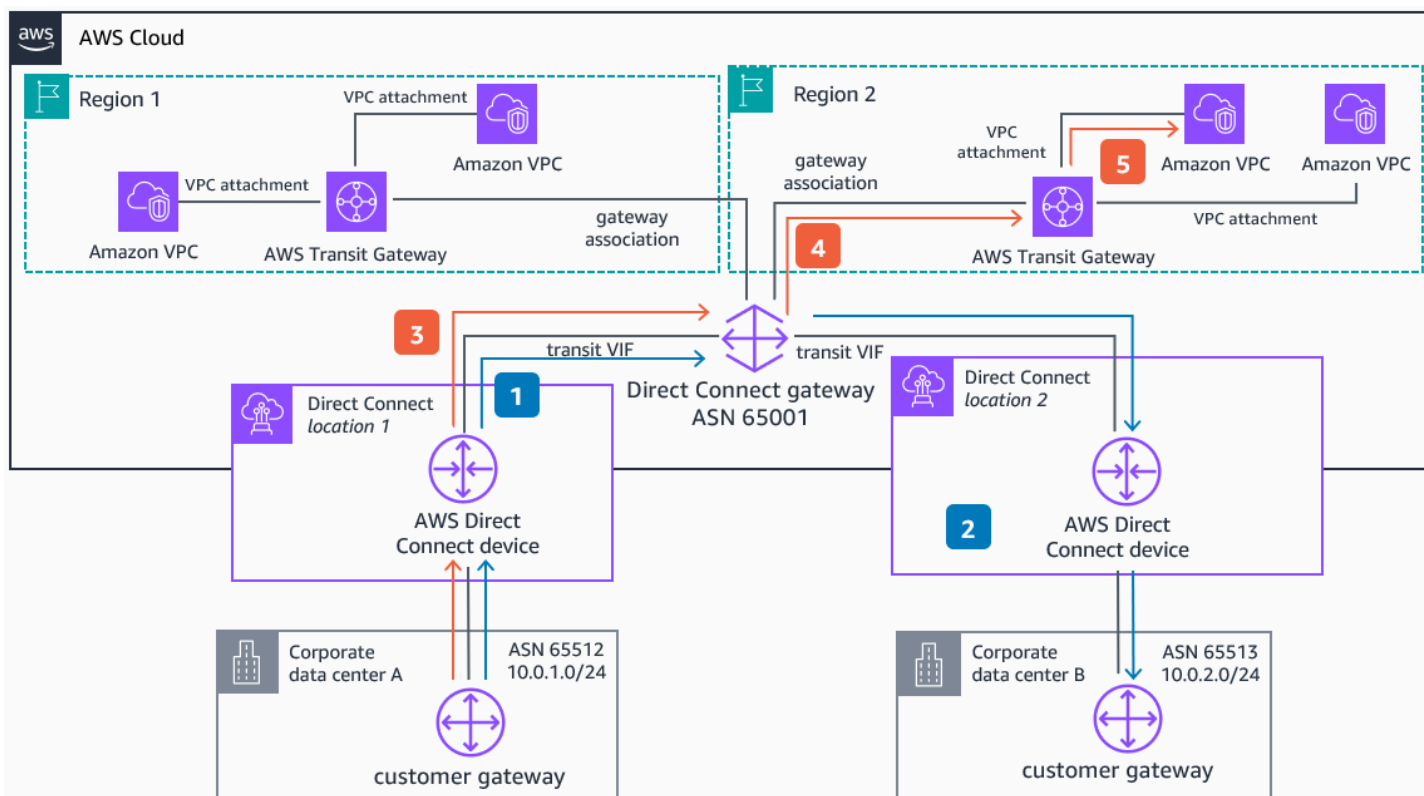 aws
AWS Cloud
Region 1
VPC attachment
Amazon VPC
VPC attachment
Amazon VPC
AWS Transit Gateway
gateway
association
Region 2
VPC
attachment
5
Amazon VPC
Amazon VPC
gateway
association
4
AWS Transit Gateway
VPC attachment
3
transit VIF
1
transit VIF
Direct Connect gateway
ASN 65001
Direct Connect
location 1
AWS Direct
Connect device
Direct Connect
location 2
2
AWS Direct
Connect device
Corporate
data center A
ASN 65512
10.0.1.0/24
customer gateway
Corporate
data center B
ASN 65513
10.0.2.0/24
customer gateway